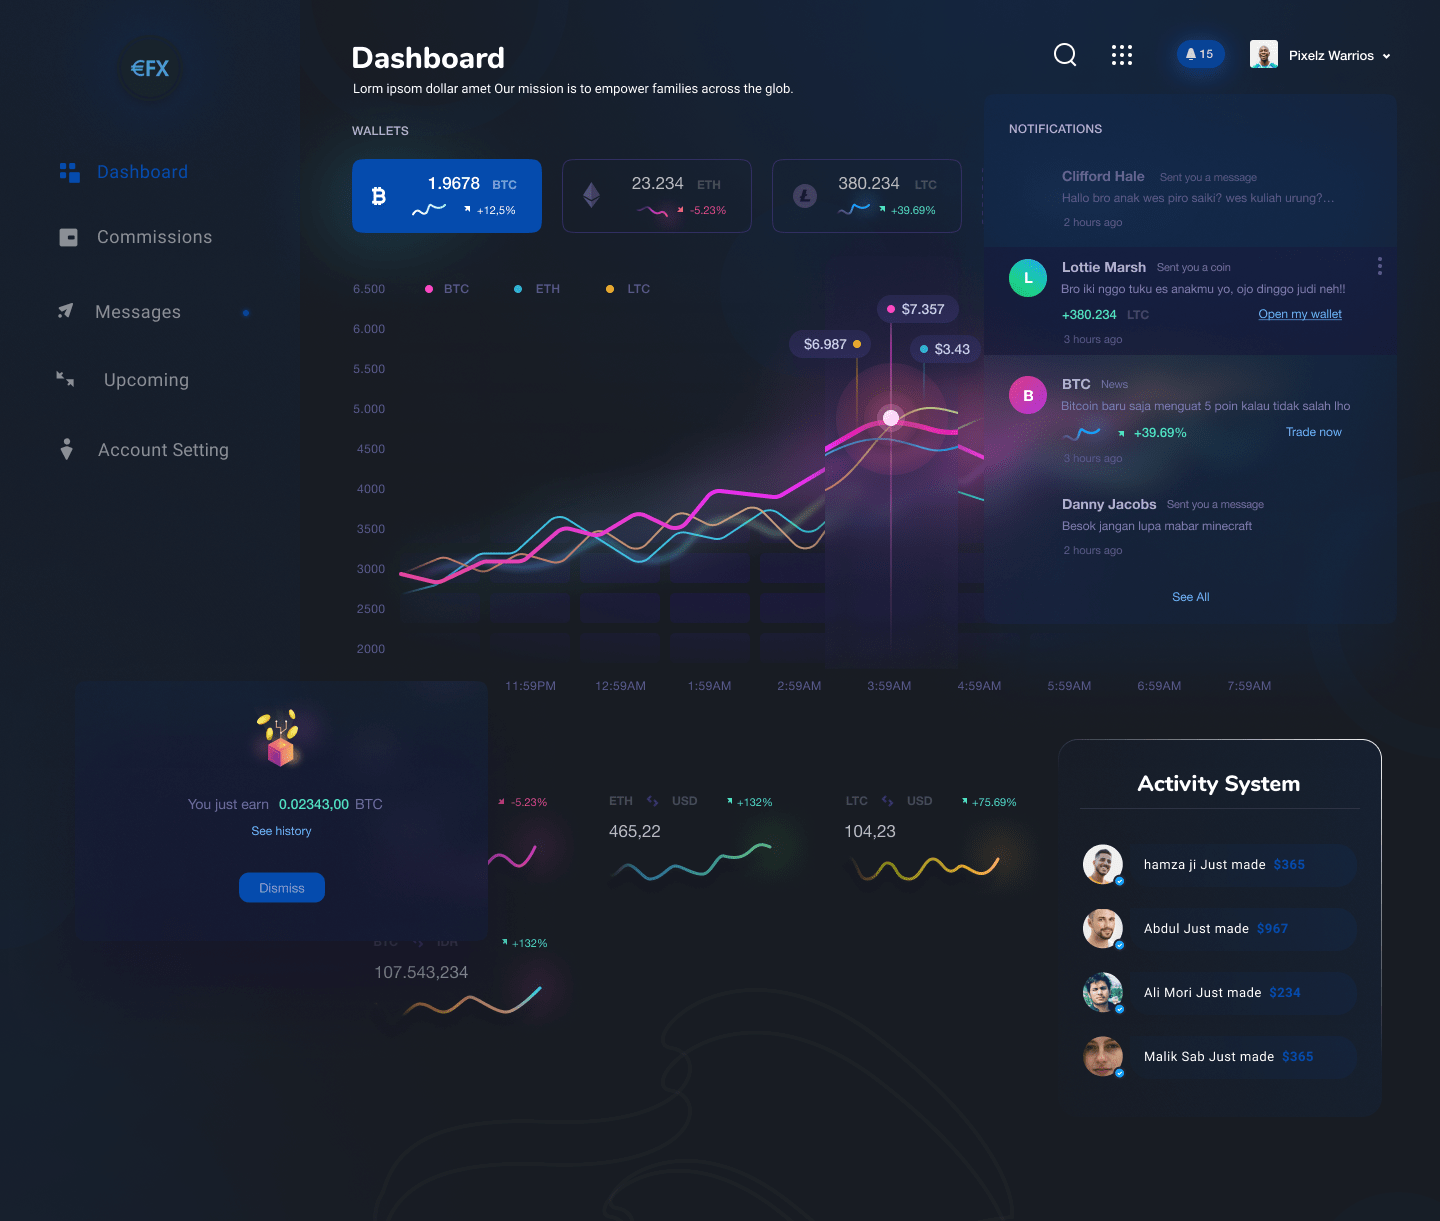 €FX
Dashboard
Commissions
Messages
Upcoming
Account Setting
Dashboard
Lorm ipsom dollar amet Our mission is to empower families across the glob.
15
Pixelz Warrios
WALLETS
1.9678 BTC
+12,5%
23.234 ETH
-5.23%
380.234 LTC
+39.69%
BTC ETH LTC
6.500
6.000
5.500
5.000
4500
4000
3500
3000
2500
2000
$7.357
$6.987
$3.43
11:59PM 12:59AM 1:59AM 2:59AM 3:59AM 4:59AM 5:59AM 6:59AM 7:59AM
NOTIFICATIONS
Clifford Hale Sent you a message
Hallo bro anak wes piro saiki? wes kuliah urung?...
2 hours ago
L
Lottie Marsh Sent you a coin
Bro iki nggo tuku es anakmu yo, ojo dinggo judi neh!!
+380.234 LTC Open my wallet
3 hours ago
B
BTC News
Bitcoin baru saja menguat 5 poin kalau tidak salah lho
+39.69% Trade now
3 hours ago
Danny Jacobs Sent you a message
Besok jangan lupa mabar minecraft
2 hours ago
See All
You just earn 0.02343,00 BTC
See history
Dismiss
-5.23%
ETH USD +132%
465,22
LTC USD +75.69%
104,23
BTC IDR +132%
107.543,234
Activity System
hamza ji Just made $365
Abdul Just made $967
Ali Mori Just made $234
Malik Sab Just made $365